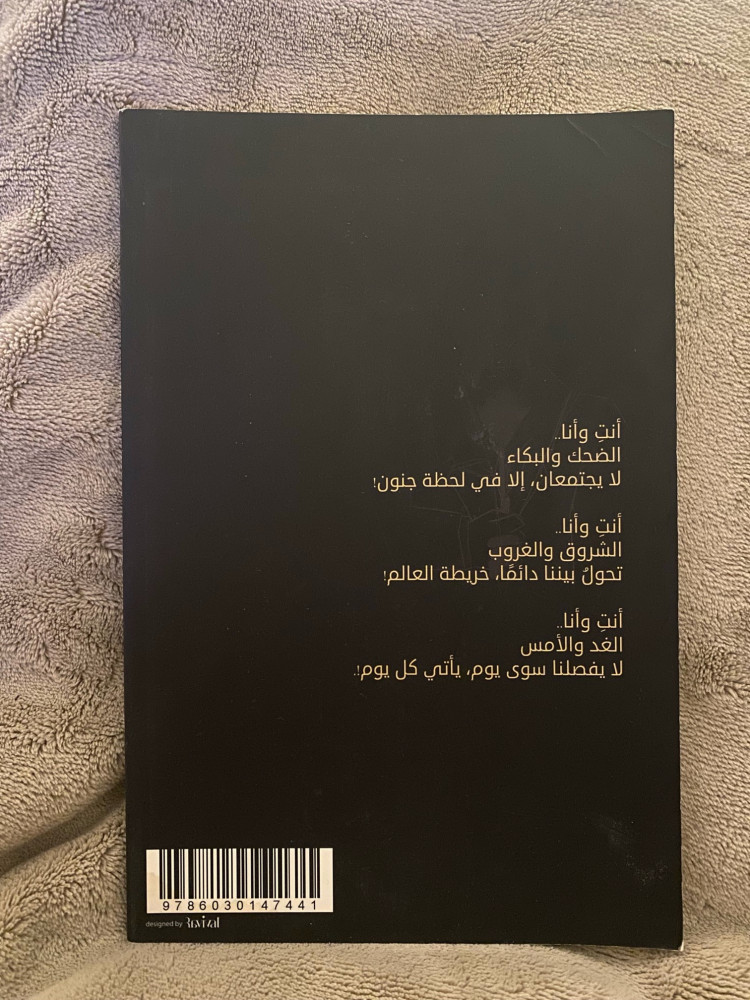 أنتِ وأنا..
الضحك والبكاء
لا يجتمعان، إلا في لحظة جنون!
أنتِ وأنا..
الشروق والغروب
تحولُ بيننا دائمًا، خريطة العالم!
أنتِ وأنا..
الغد والأمس
لا يفصلنا سوى يوم، يأتي كل يوم!.
9786030147441
designed by Revival